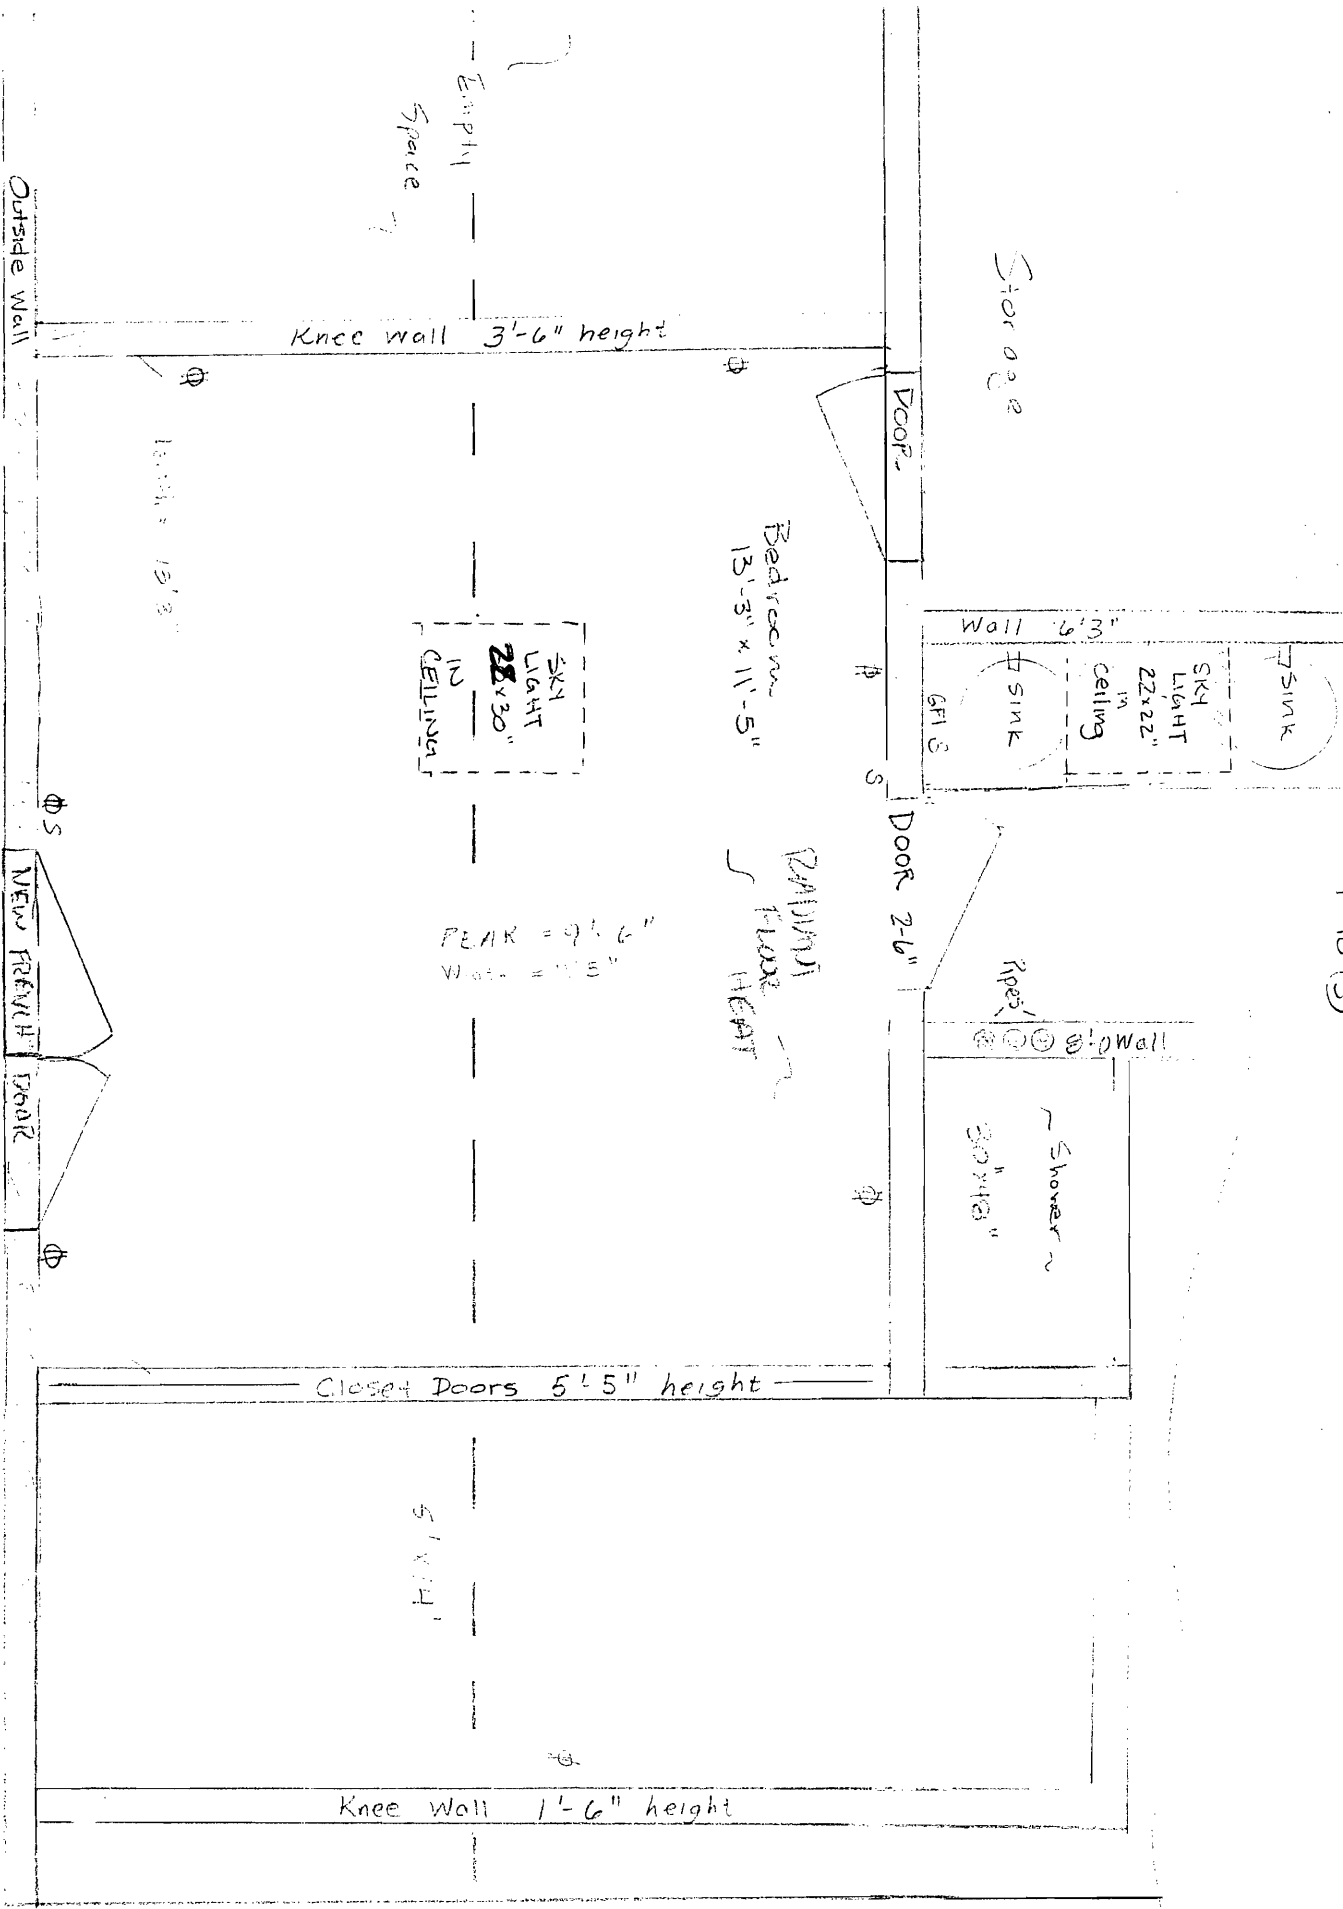 Empty
Space
Storage
Outside Wall
Knee wall 3'-6" height
DOOR
Bedroom
13'-3" x 11'-5"
Wall 6'3"
SINK
SKY
LIGHT
22x22"
in
ceiling
SINK
GFI S
SKY
LIGHT
28x30"
IN
CEILING
S
DOOR 2-6"
S
RADIANT
FLOOR
HEAT
PEAK = 9'-6"
Pipes
Wall
NEW FRENCH DOOR
~ Shower ~
30"x48"
Closet Doors 5'-5" height
Knee Wall 1'-6" height